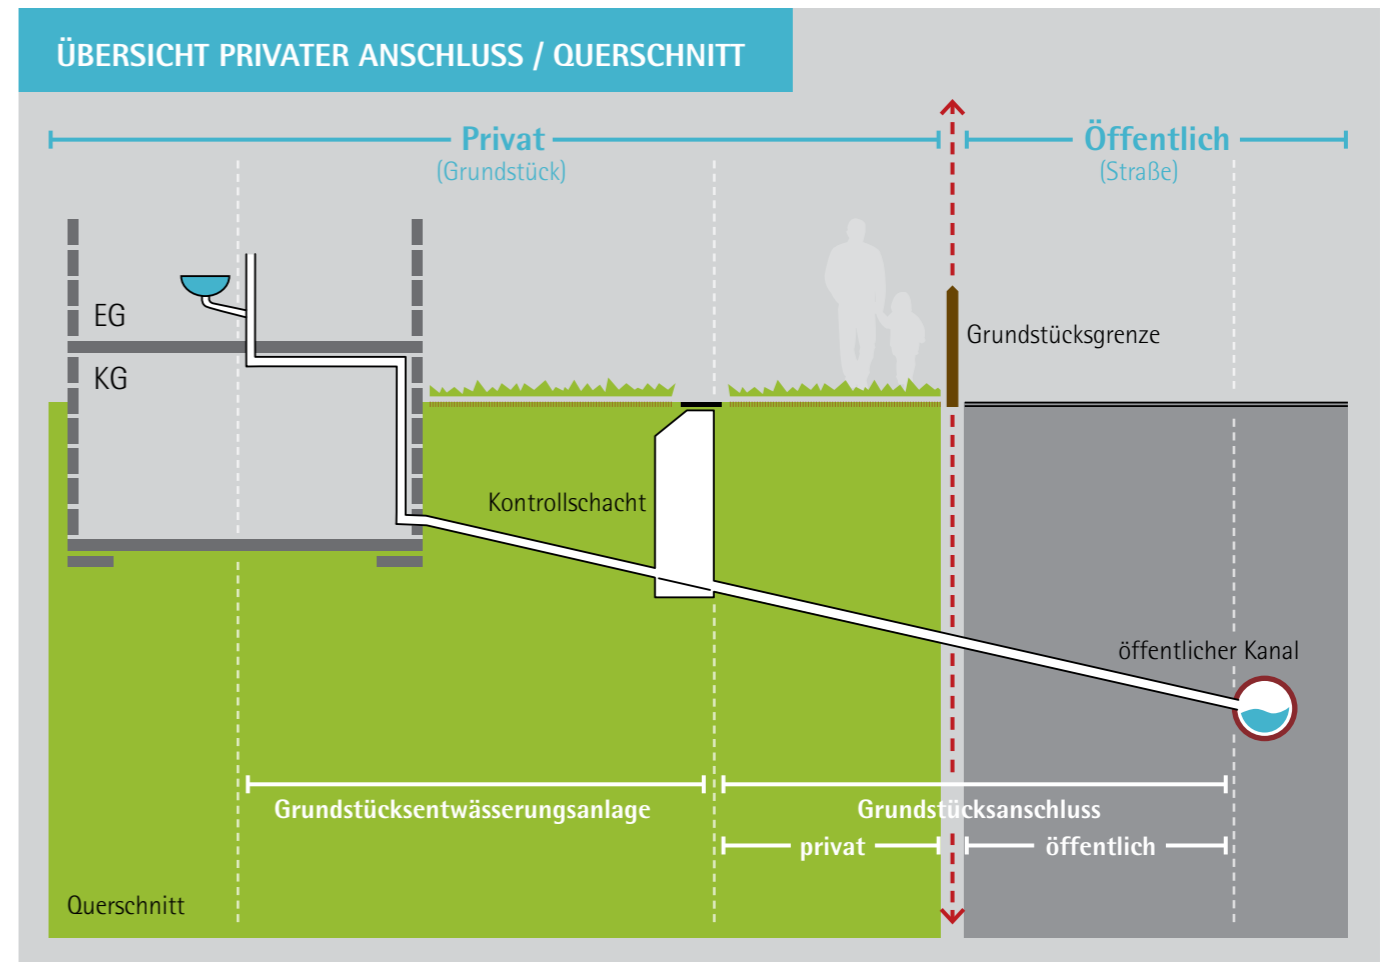 ÜBERSICHT PRIVATER ANSCHLUSS / QUERSCHNITT
Privat
(Grundstück)
Öffentlich
(Straße)
EG
KG
Grundstücksgrenze
Kontrollschacht
öffentlicher Kanal
Grundstücksentwässerungsanlage
Grundstücksanschluss
privat
öffentlich
Querschnitt